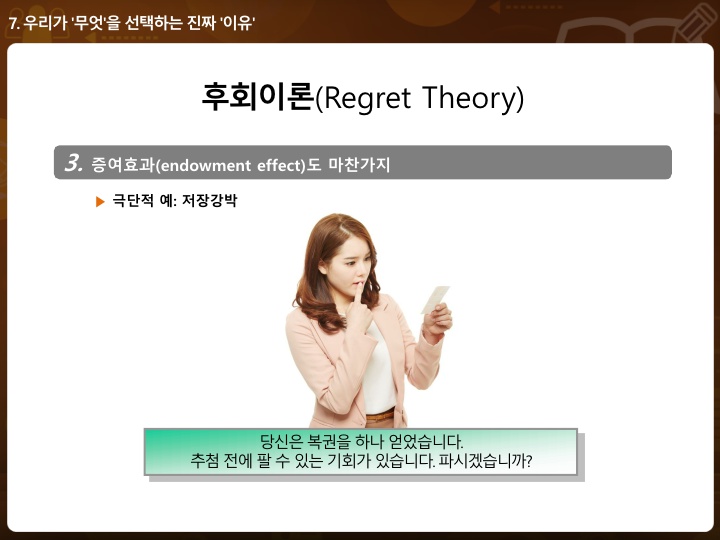 7. 우리가 '무엇'을 선택하는 진짜 '이유'
후회이론(Regret Theory)
3. 증여효과(endowment effect)도 마찬가지
▶ 극단적 예: 저장강박
당신은 복권을 하나 얻었습니다.
추첨 전에 팔 수 있는 기회가 있습니다. 파시겠습니까?